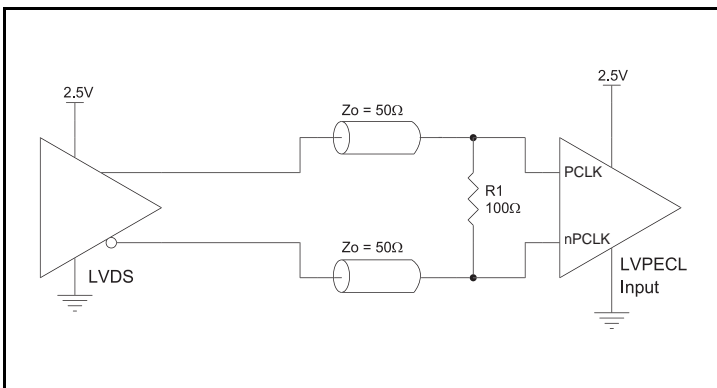 2.5V
2.5V
Zo = 50Ω
PCLK
R1
100Ω
nPCLK
Zo = 50Ω
LVDS
LVPECL
Input